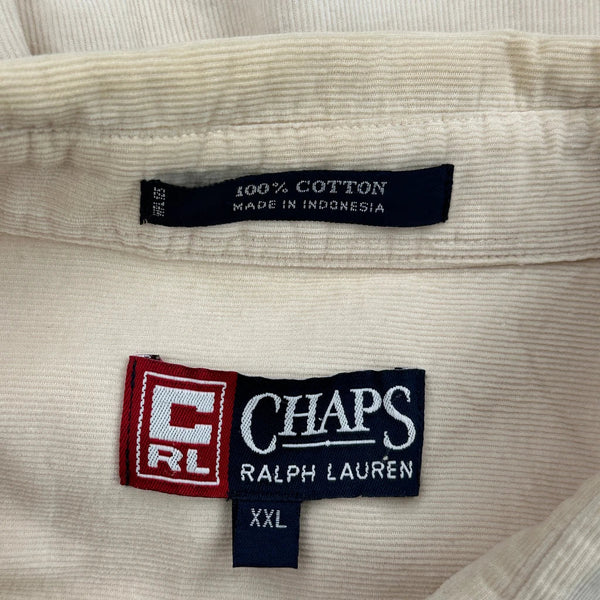 100% COTTON
MADE IN INDONESIA
C
RL
CHAPS
RALPH LAUREN
XXL